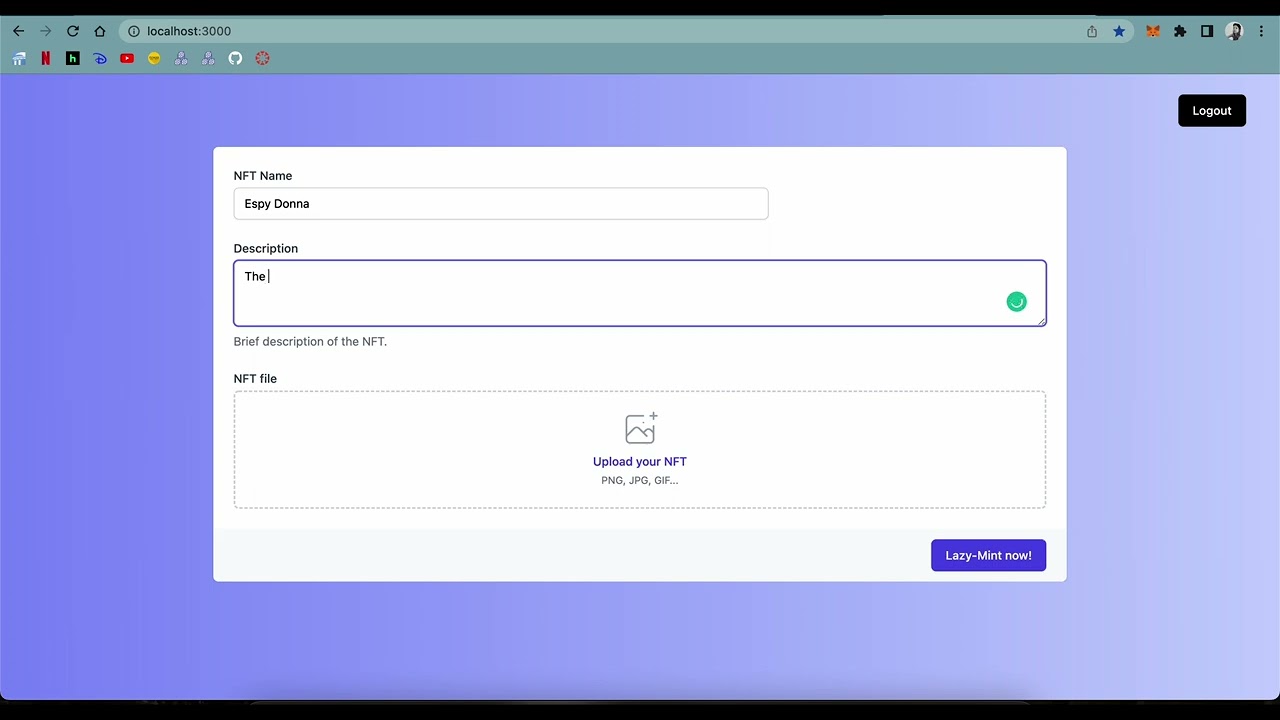 localhost:3000
Logout
NFT Name
Espy Donna
Description
The
Brief description of the NFT.
NFT file
Upload your NFT
PNG, JPG, GIF...
Lazy-Mint now!